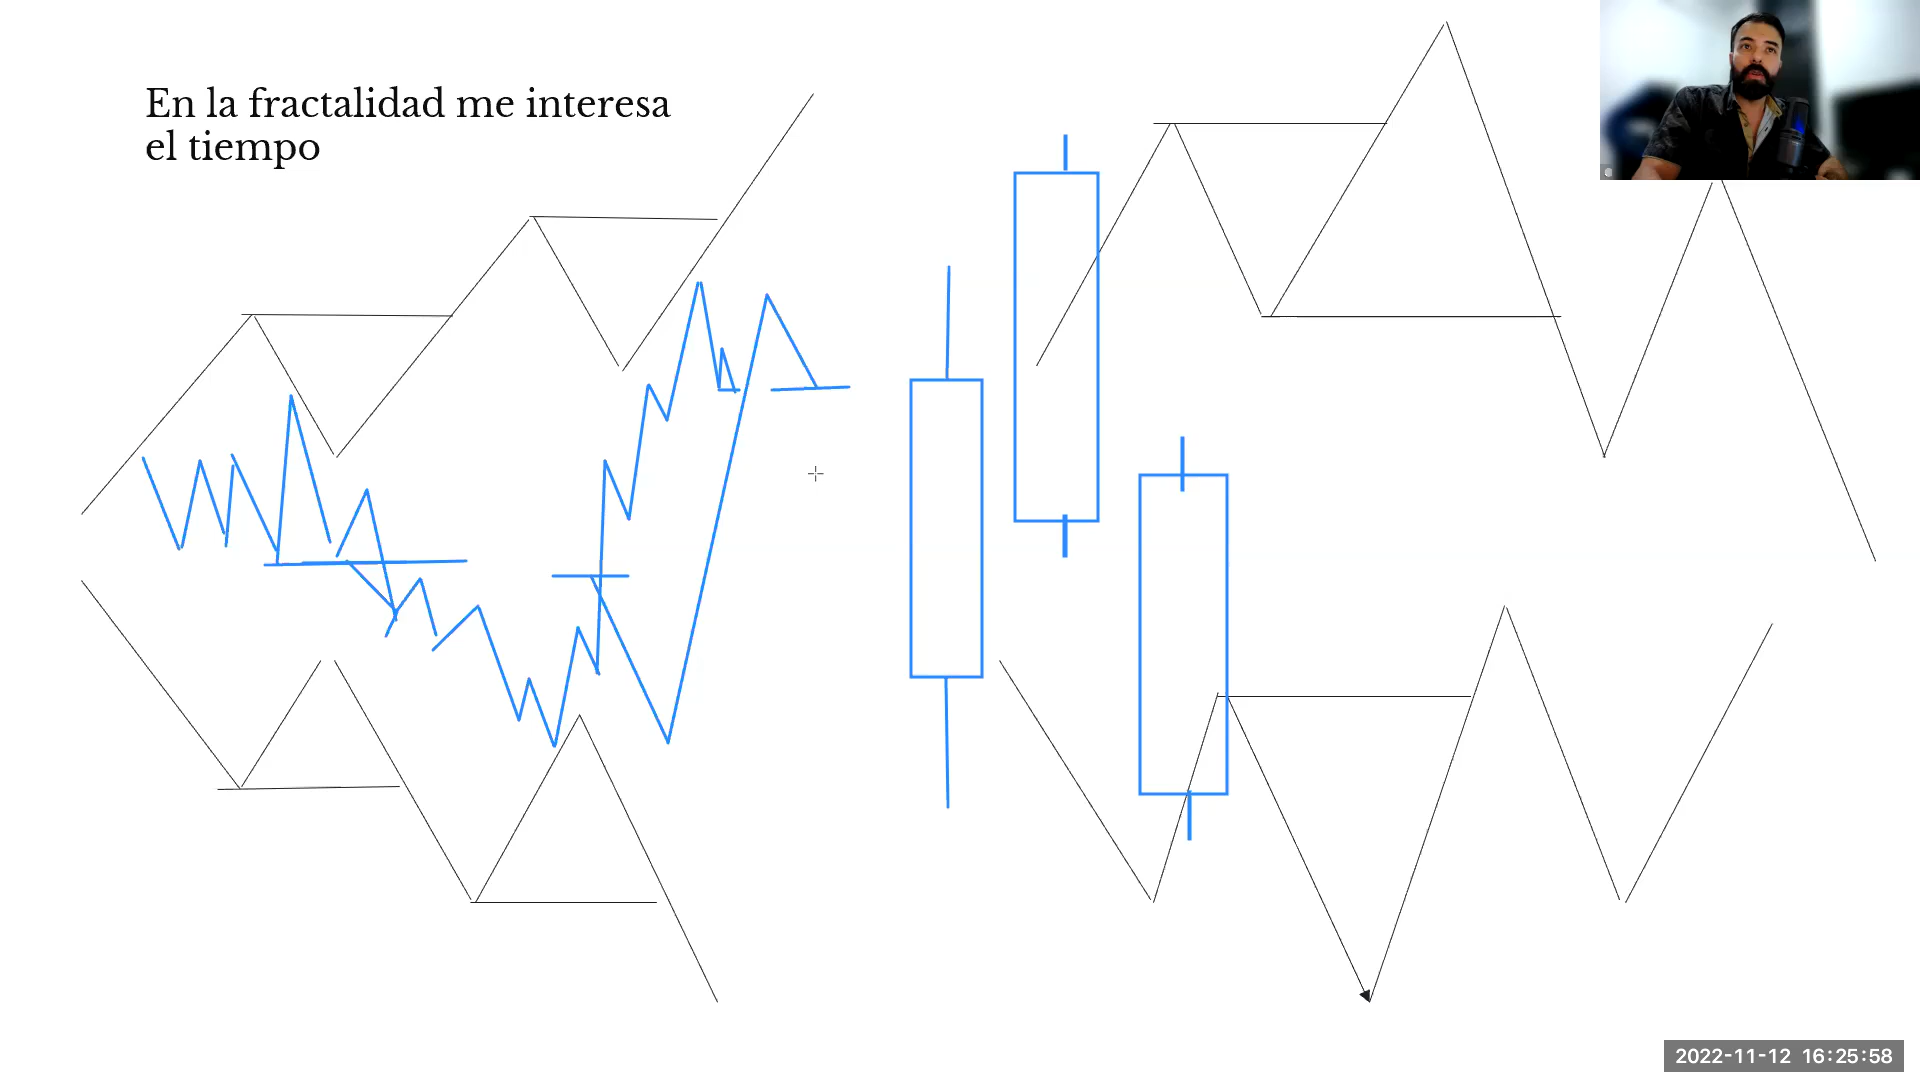 En la fractalidad me interesa
el tiempo
2022-11-12 16:25:58